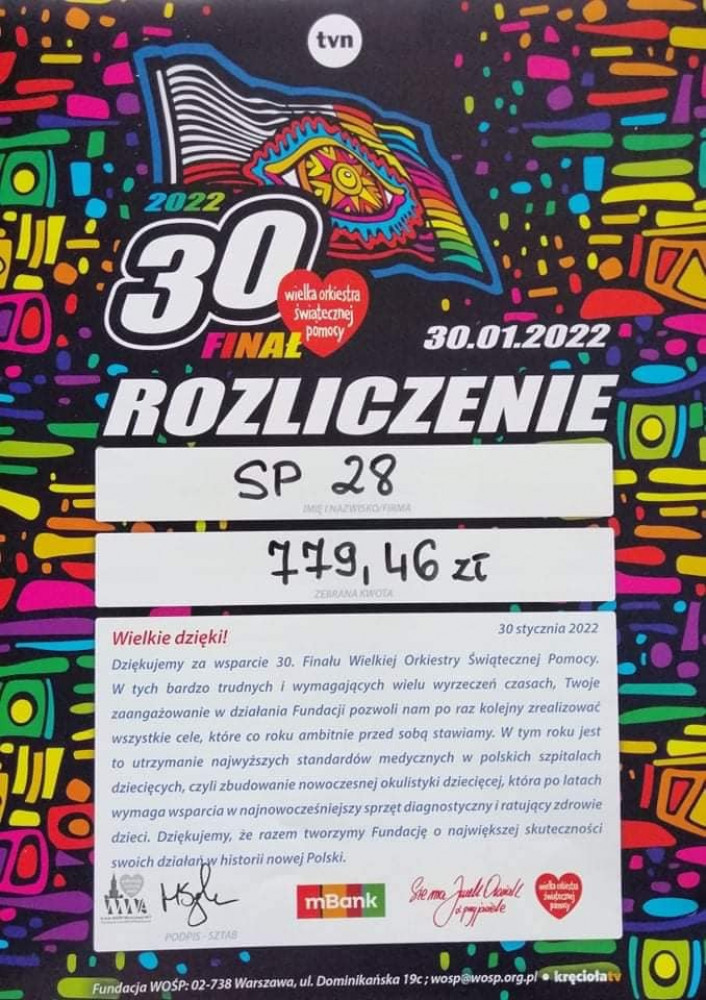 tvn
2022
30
FINAŁ
wielka orkiestra
świątecznej
pomocy
30.01.2022
ROZLICZENIE
SP 28
IMIĘ I NAZWISKO/FIRMA
779,46 zł
ZEBRANA KWOTA
Wielkie dzięki!
30 stycznia 2022
Dziękujemy za wsparcie 30. Finału Wielkiej Orkiestry Świątecznej Pomocy.
W tych bardzo trudnych i wymagających wielu wyrzeczeń czasach, Twoje
zaangażowanie w działania Fundacji pozwoli nam po raz kolejny zrealizować
wszystkie cele, które co roku ambitnie przed sobą stawiamy. W tym roku jest
to utrzymanie najwyższych standardów medycznych w polskich szpitalach
dziecięcych, czyli zbudowanie nowoczesnej okulistyki dziecięcej, która po latach
wymaga wsparcia w najnowocześniejszy sprzęt diagnostyczny i ratujący zdrowie
dzieci. Dziękujemy, że razem tworzymy Fundację o największej skuteczności
swoich działań w historii nowej Polski.
mBank
Sie ma Jurek Owsiak
i przyjaciele
wielka orkiestra
świątecznej
pomocy
PODPIS - SZTAB
Fundacja WOŚP: 02-738 Warszawa, ul. Dominikańska 19c ; wosp@wosp.org.pl • kręciołatv